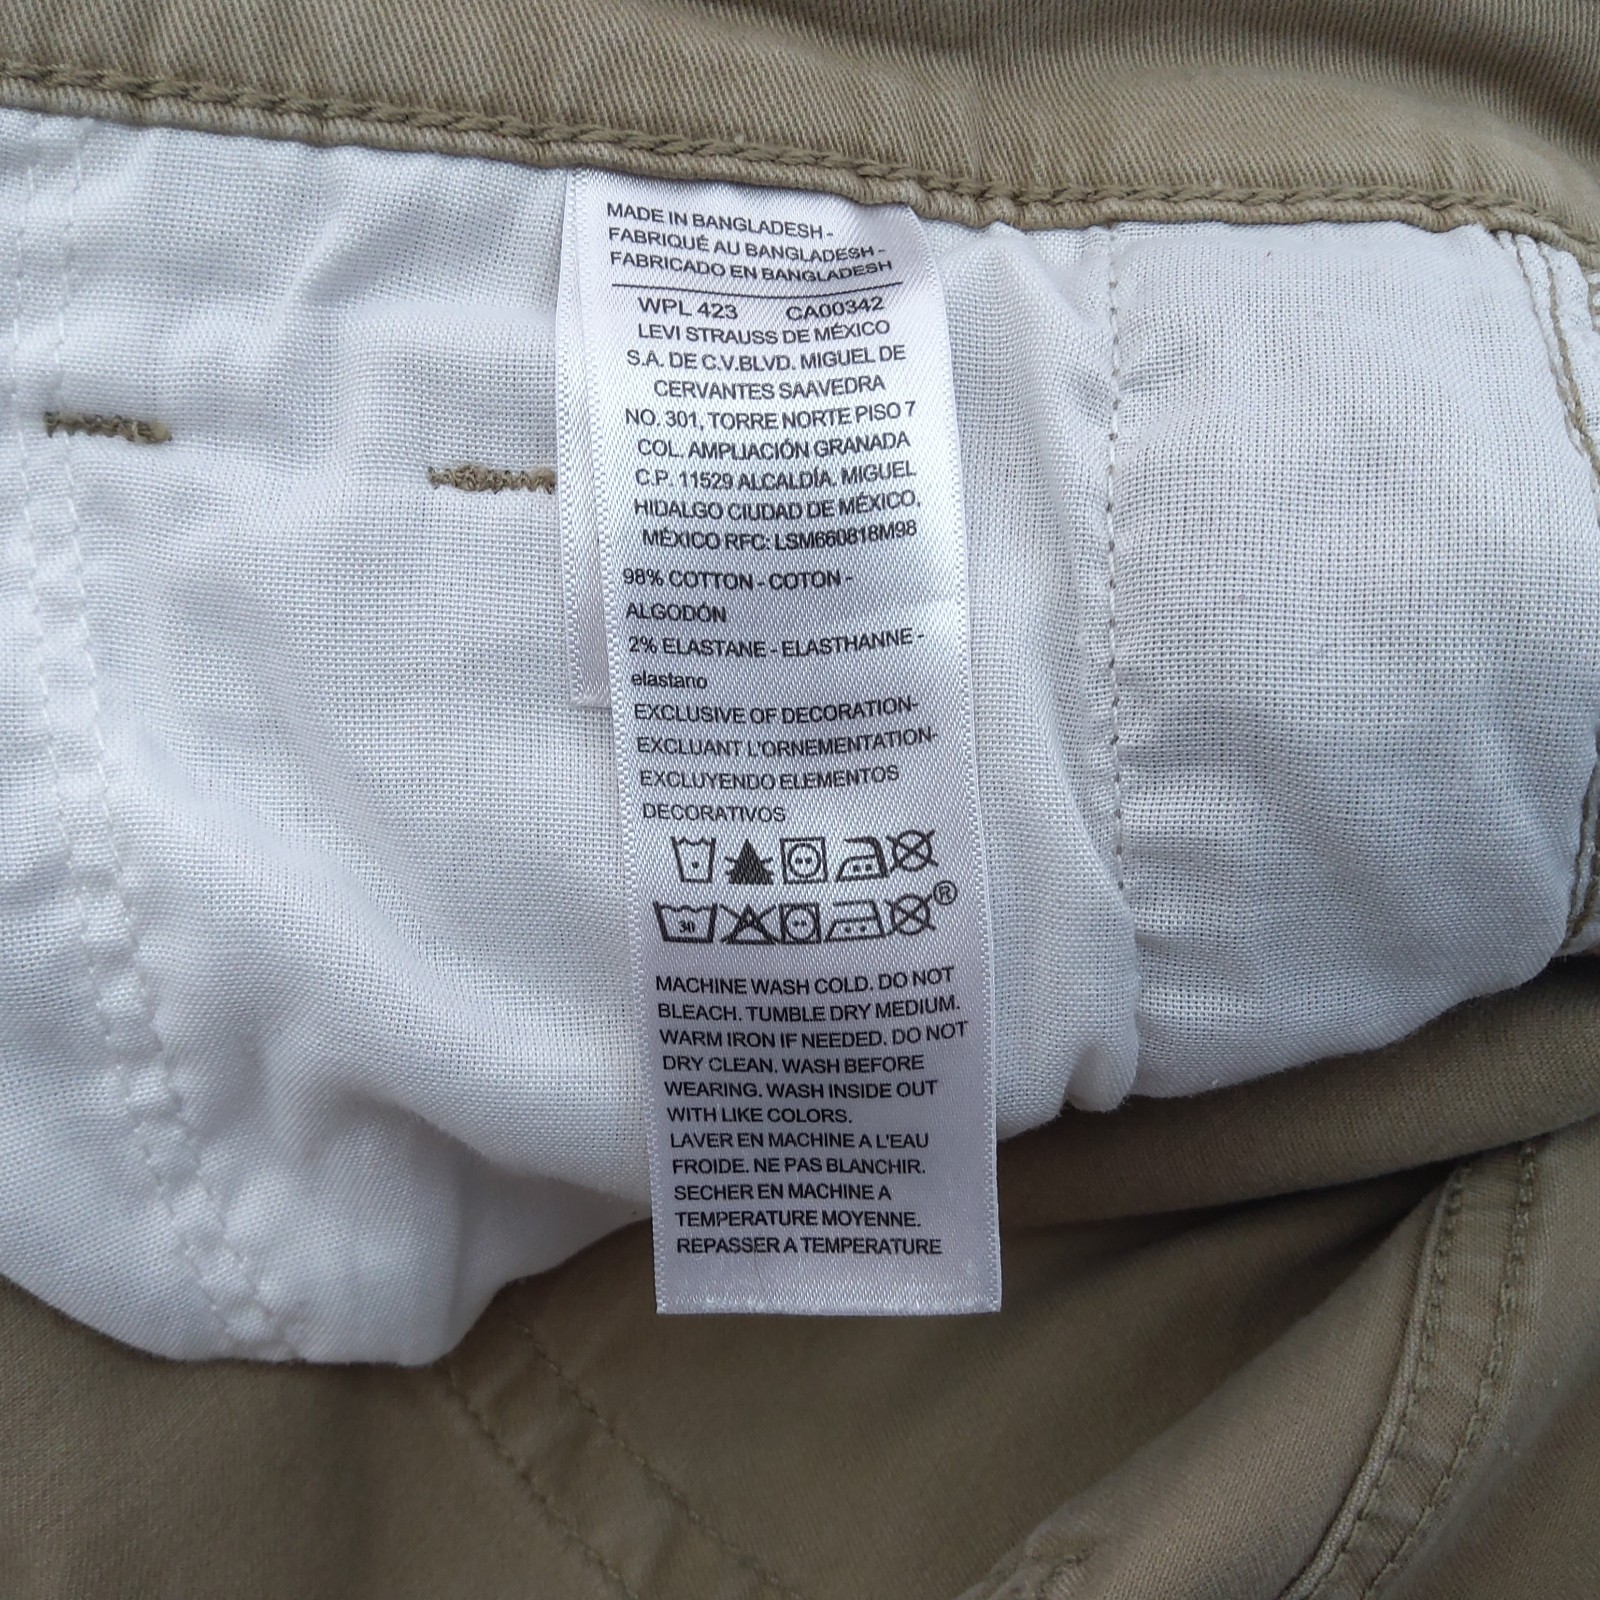 MADE IN BANGLADESH -
FABRIQUÉ AU BANGLADESH -
FABRICADO EN BANGLADESH
WPL 423 CA00342
LEVI STRAUSS DE MÉXICO
S.A. DE C.V.BLVD. MIGUEL DE
CERVANTES SAAVEDRA
NO. 301, TORRE NORTE PISO 7
COL. AMPLIACIÓN GRANADA
C.P. 11529 ALCALDÍA. MIGUEL
HIDALGO CIUDAD DE MÉXICO,
MÉXICO RFC: LSM660818M98
98% COTTON - COTON -
ALGODÓN
2% ELASTANE - ELASTHANNE -
elastano
EXCLUSIVE OF DECORATION-
EXCLUANT L'ORNEMENTATION-
EXCLUYENDO ELEMENTOS
DECORATIVOS
®
30
MACHINE WASH COLD. DO NOT
BLEACH. TUMBLE DRY MEDIUM.
WARM IRON IF NEEDED. DO NOT
DRY CLEAN. WASH BEFORE
WEARING. WASH INSIDE OUT
WITH LIKE COLORS.
LAVER EN MACHINE A L'EAU
FROIDE. NE PAS BLANCHIR.
SECHER EN MACHINE A
TEMPERATURE MOYENNE.
REPASSER A TEMPERATURE